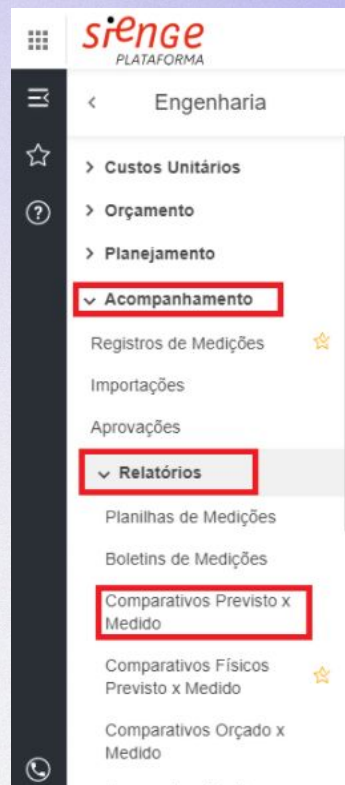 sienge
PLATAFORMA
Engenharia
Custos Unitários
Orçamento
Planejamento
Acompanhamento
Registros de Medições
Importações
Aprovações
Relatórios
Planilhas de Medições
Boletins de Medições
Comparativos Previsto x
Medido
Comparativos Físicos
Previsto x Medido
Comparativos Orçado x
Medido